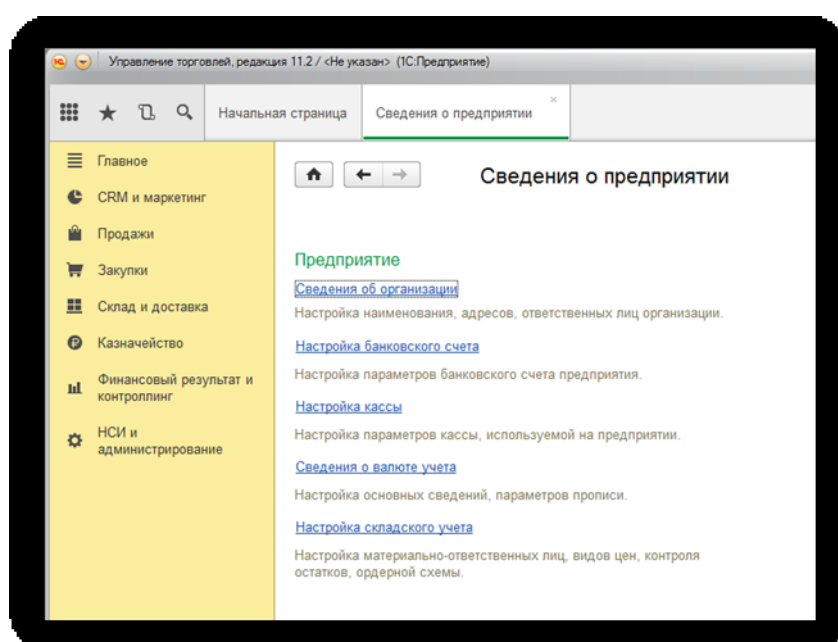 Управление торговлей, редакция 11.2 / <Не указан> (1С:Предприятие)
Начальная страница
Сведения о предприятии
Главное
CRM и маркетинг
Продажи
Закупки
Склад и доставка
Казначейство
Финансовый результат и
контроллинг
НСИ и
администрирование
Сведения о предприятии
Предприятие
Сведения об организации
Настройка наименования, адресов, ответственных лиц организации.
Настройка банковского счета
Настройка параметров банковского счета предприятия.
Настройка кассы
Настройка параметров кассы, используемой на предприятии.
Сведения о валюте учета
Настройка основных сведений, параметров прописи.
Настройка складского учета
Настройка материально-ответственных лиц, видов цен, контроля
остатков, ордерной схемы.